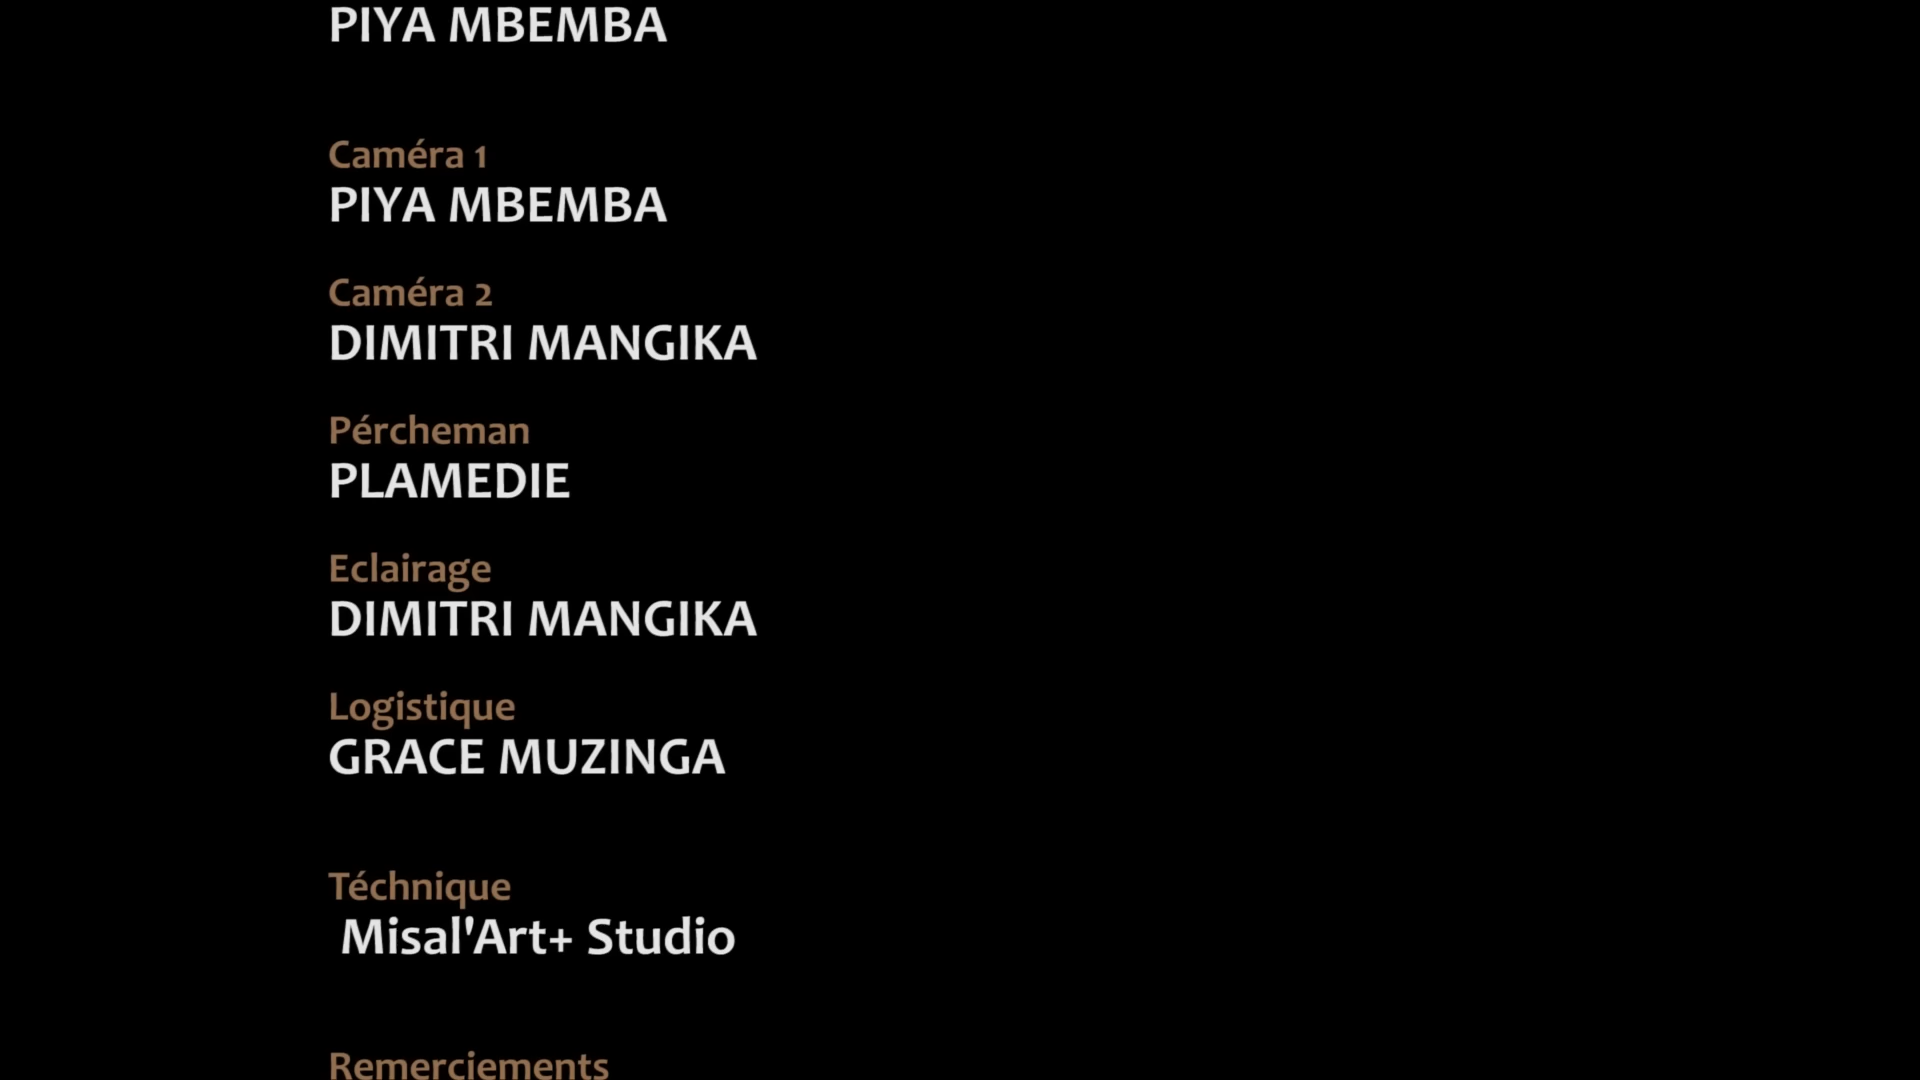 PIYA MBEMBA
Caméra 1
PIYA MBEMBA
Caméra 2
DIMITRI MANGIKA
Pércheman
PLAMEDIE
Eclairage
DIMITRI MANGIKA
Logistique
GRACE MUZINGA
Téchnique
Misal'Art+ Studio
Remerciements